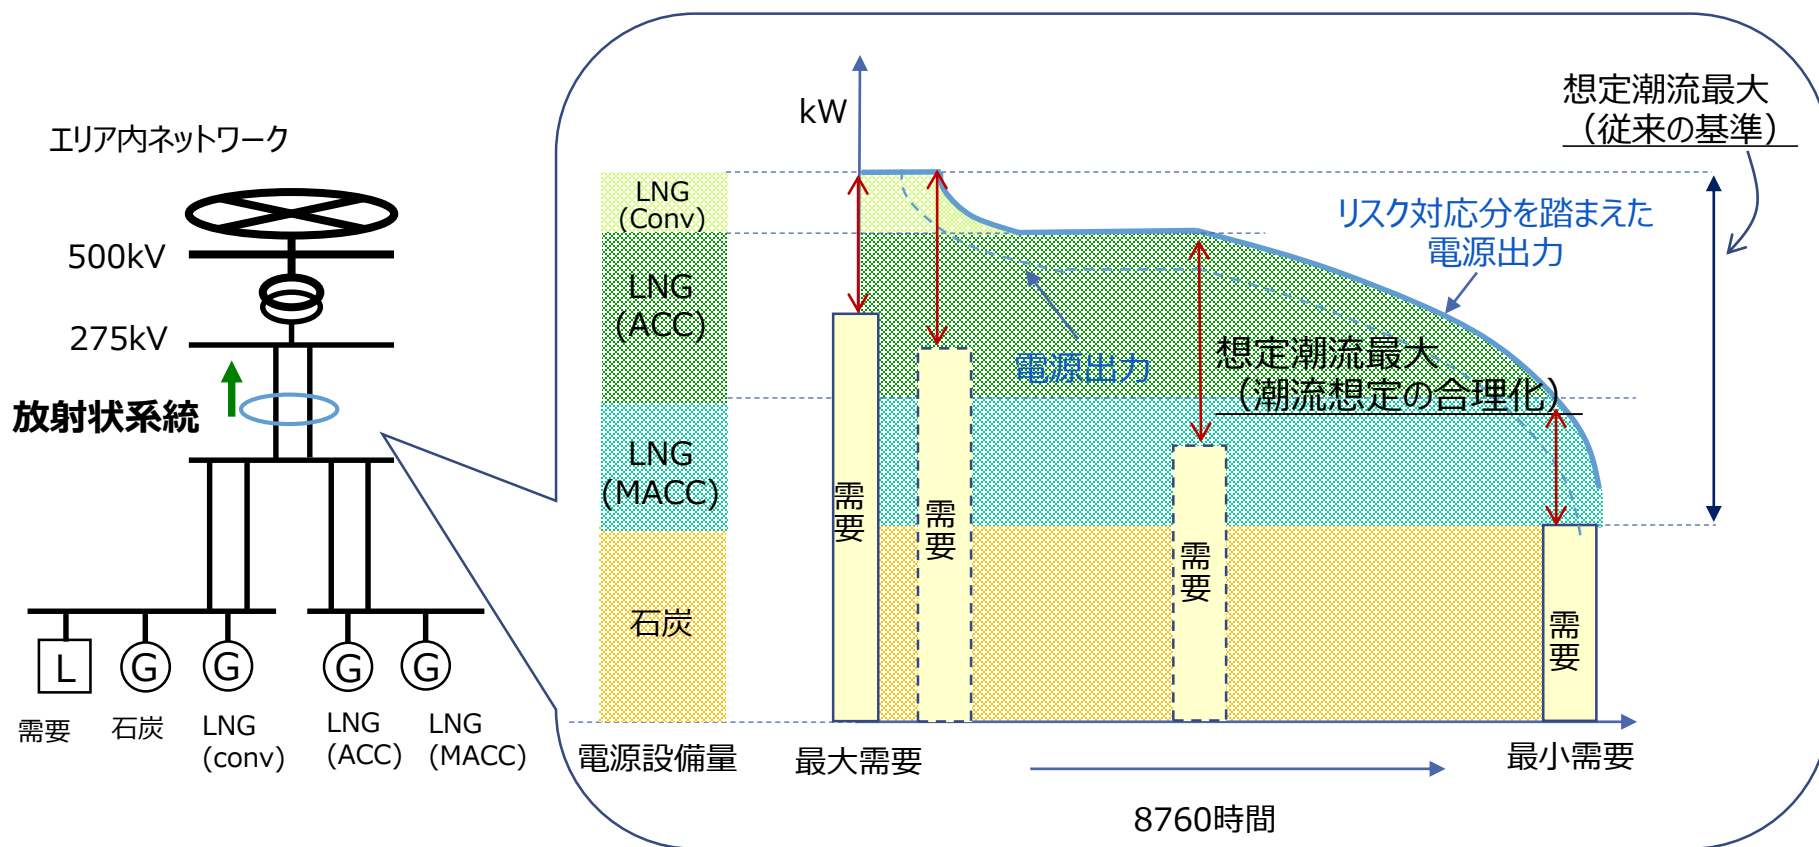 エリア内ネットワーク
500kV
275kV
放射状系統
L
G
G
G
G
需要
石炭
LNG
(conv)
LNG
(ACC)
LNG
(MACC)
kW
想定潮流最大
（従来の基準）
LNG
(Conv)
LNG
(ACC)
LNG
(MACC)
石炭
リスク対応分を踏まえた
電源出力
電源出力
想定潮流最大
（潮流想定の合理化）
需要
需要
需要
需要
電源設備量
最大需要
最小需要
8760時間